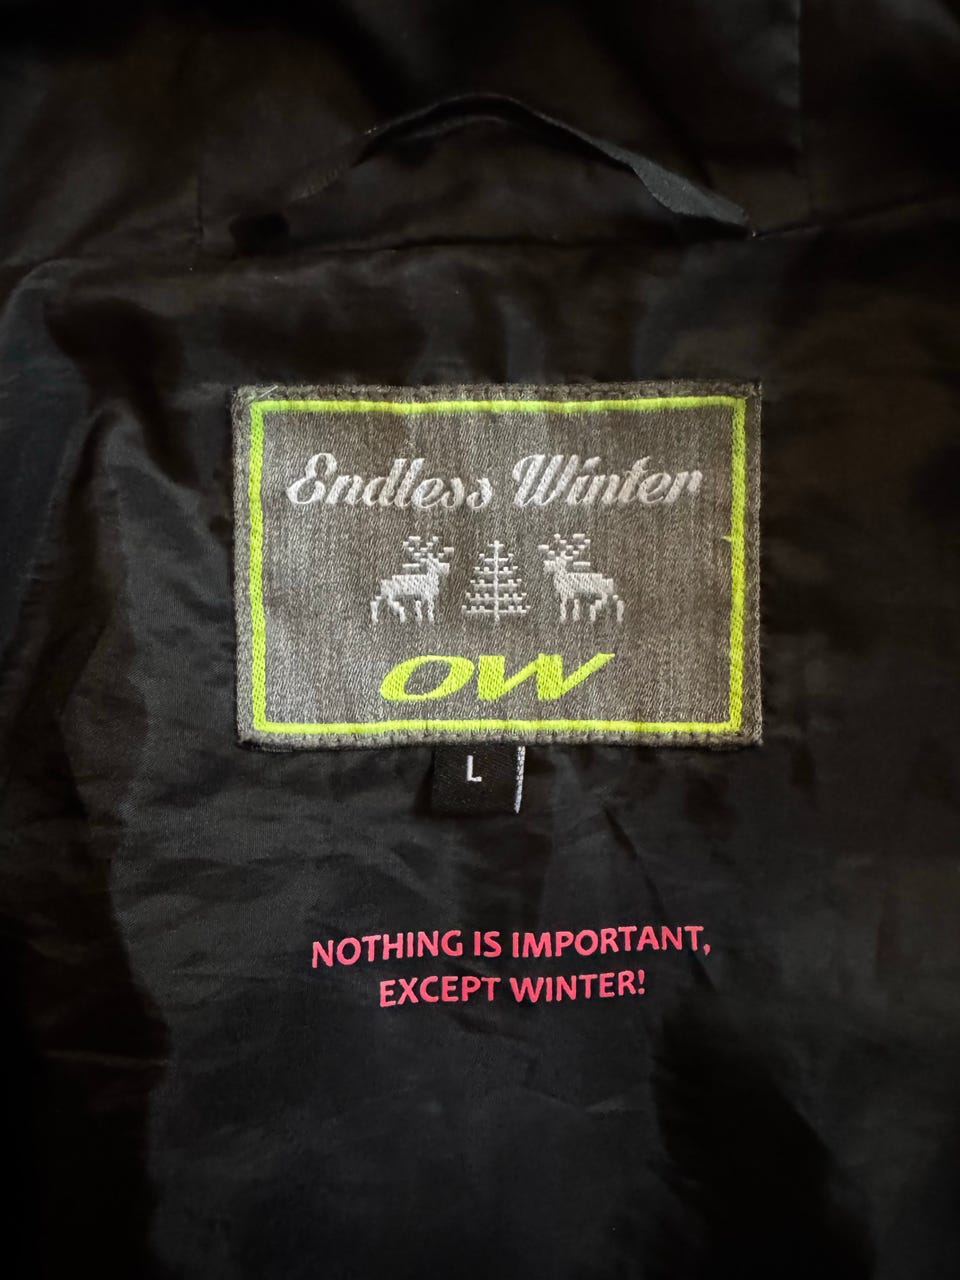 Endless Winter
OW
L
NOTHING IS IMPORTANT,
EXCEPT WINTER!